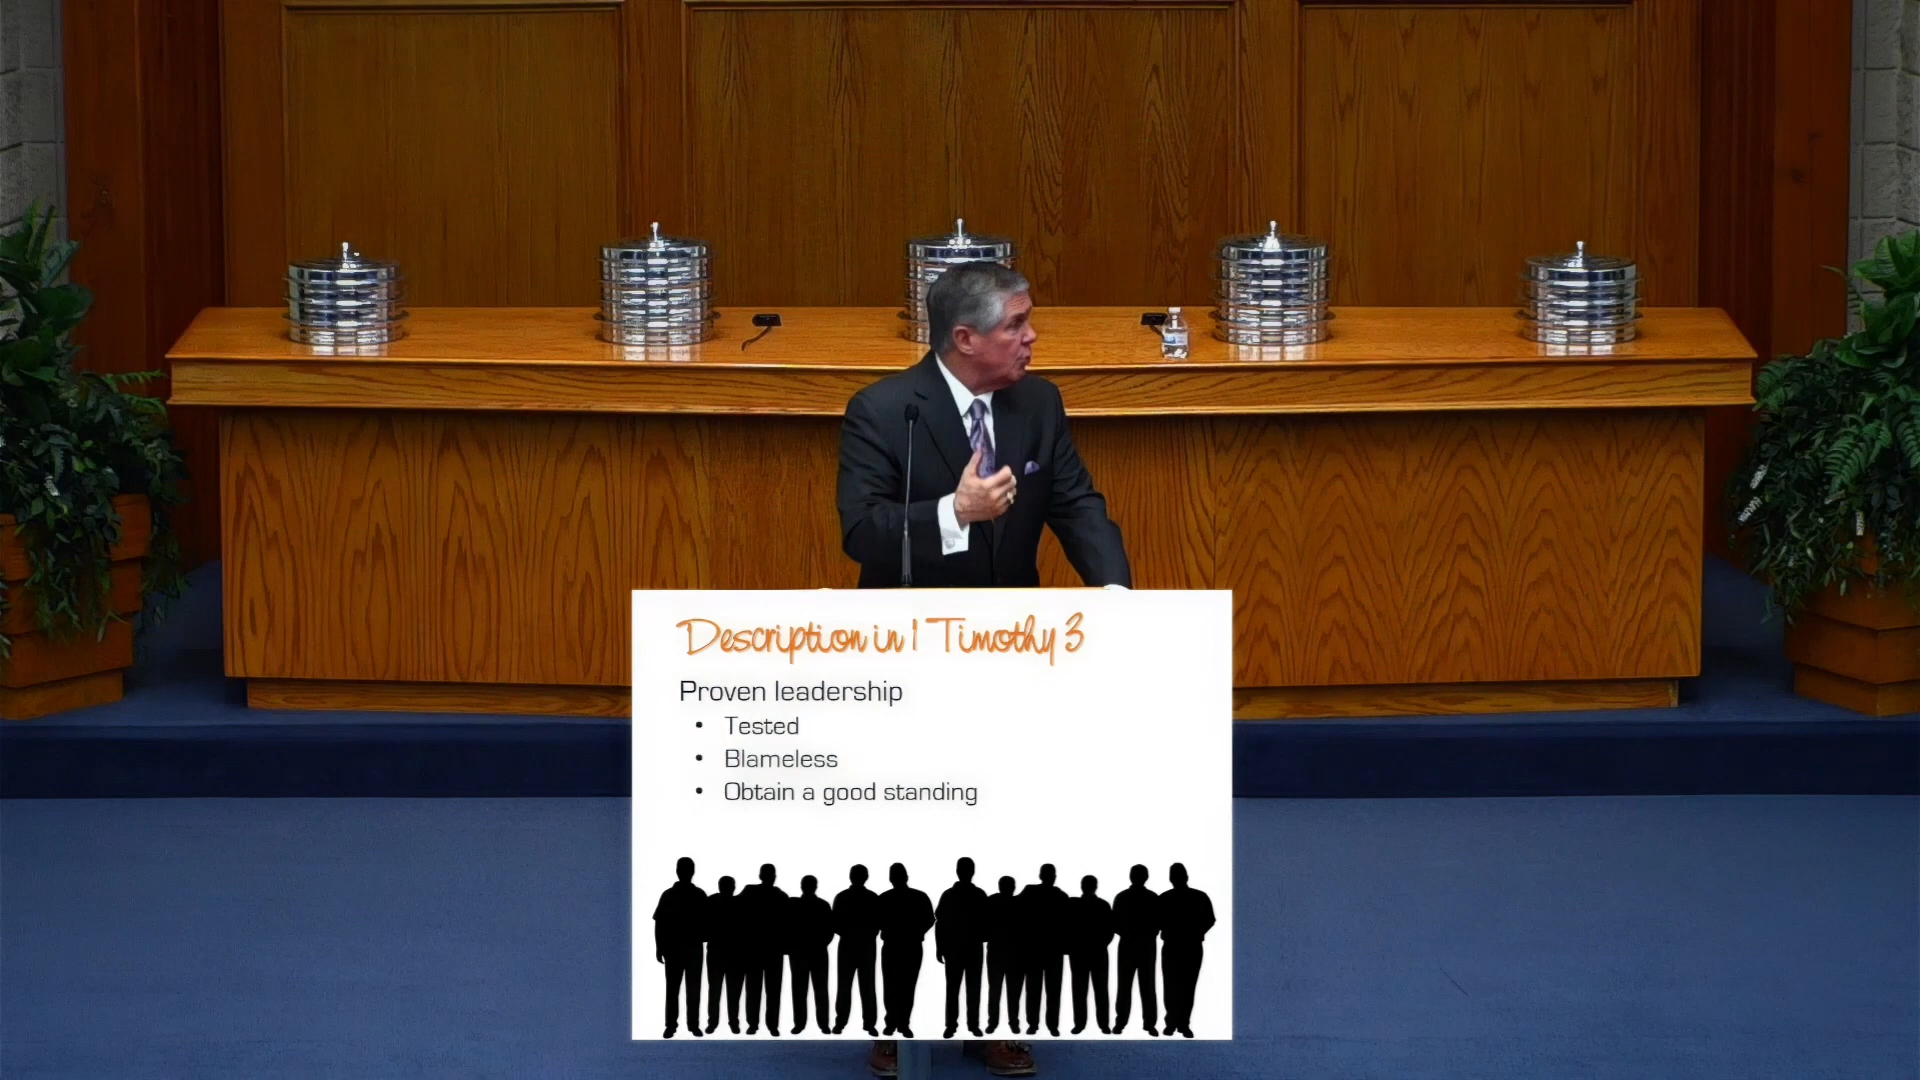 Description in 1 Timothy 3
Proven leadership
• Tested
• Blameless
• Obtain a good standing